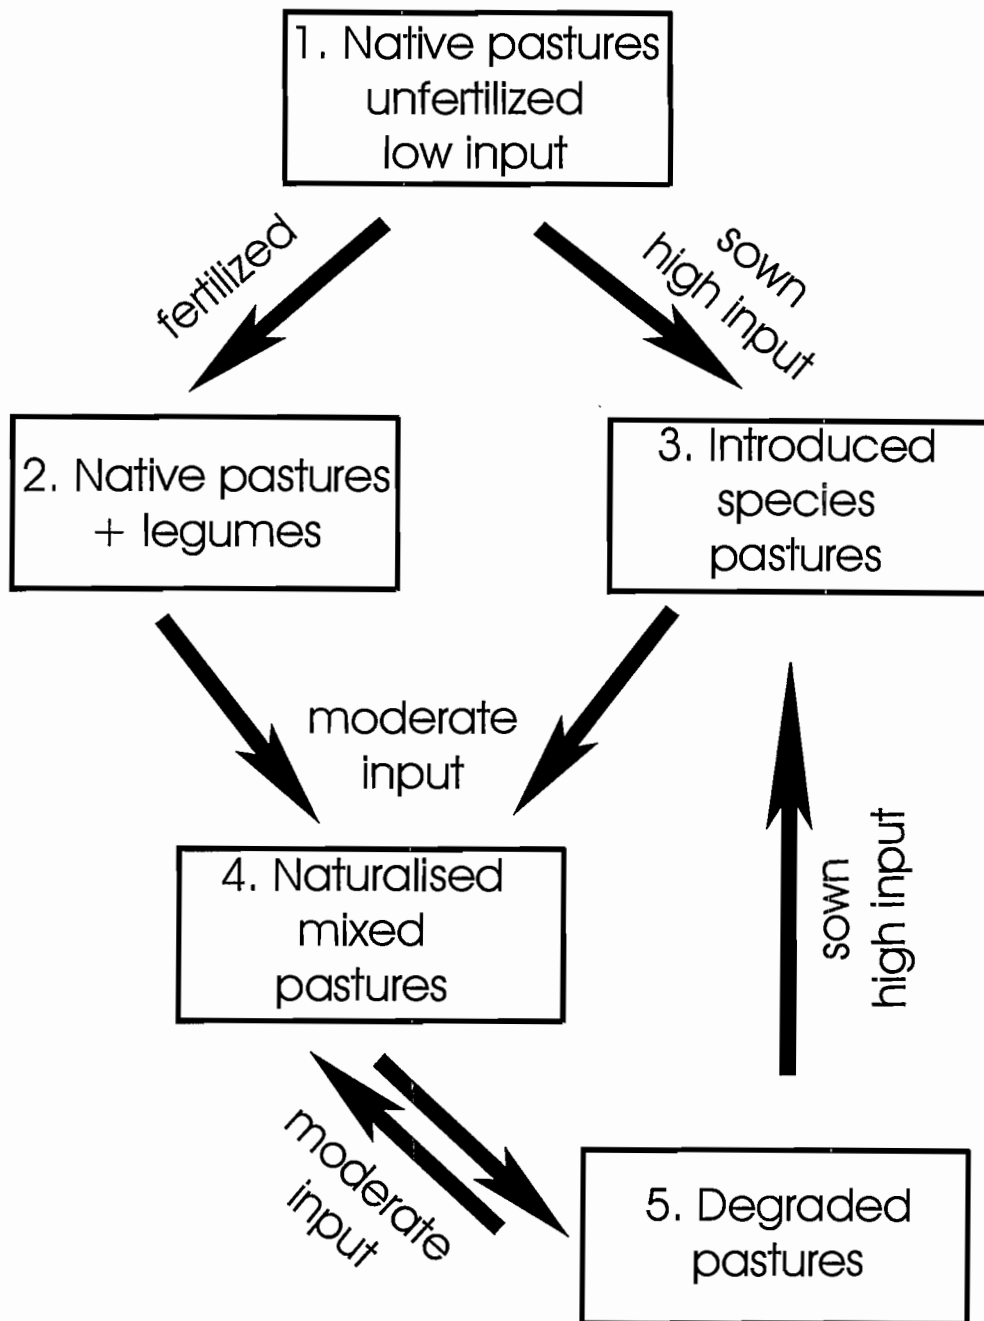 1. Native pastures
unfertilized
low input
fertilized
sown
high input
2. Native pastures
+ legumes
3. Introduced
species
pastures
moderate
input
4. Naturalised
mixed
pastures
sown
high input
moderate
input
5. Degraded
pastures